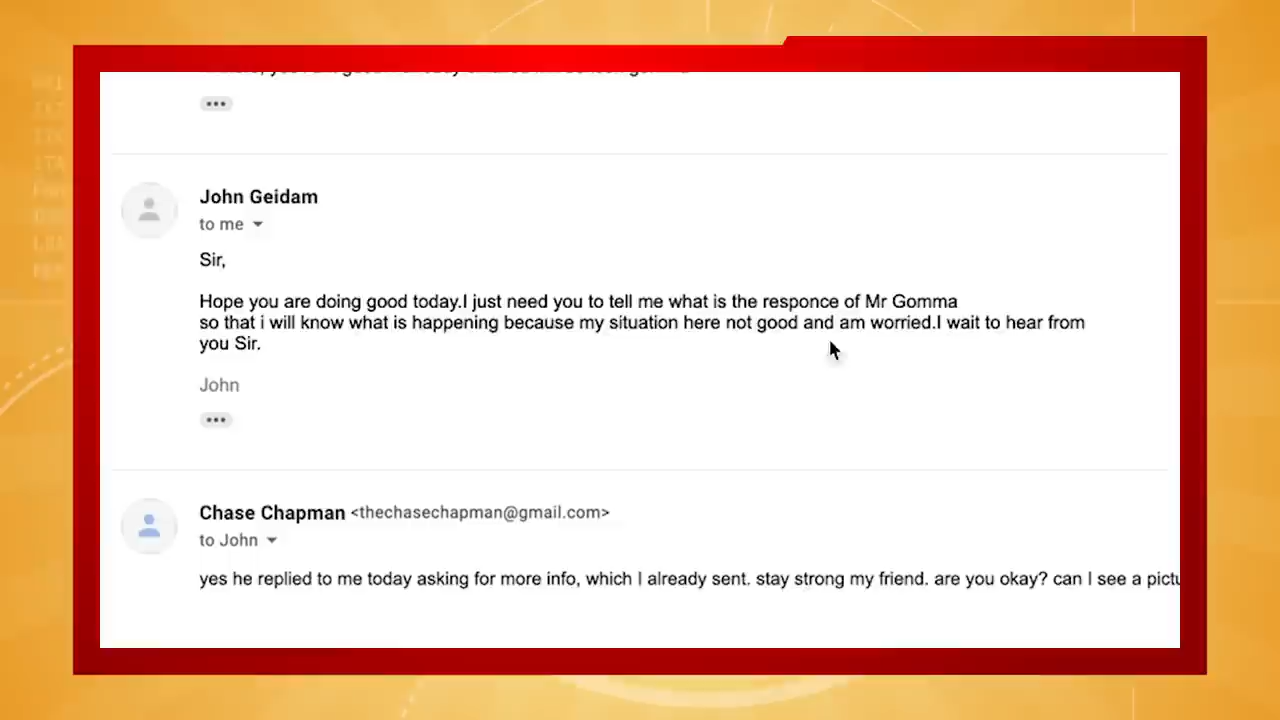 John Geidam
to me
Sir,
Hope you are doing good today.I just need you to tell me what is the responce of Mr Gomma
so that i will know what is happening because my situation here not good and am worried.I wait to hear from
you Sir.
John
Chase Chapman <thechasechapman@gmail.com>
to John
yes he replied to me today asking for more info, which I already sent. stay strong my friend. are you okay? can I see a pictu